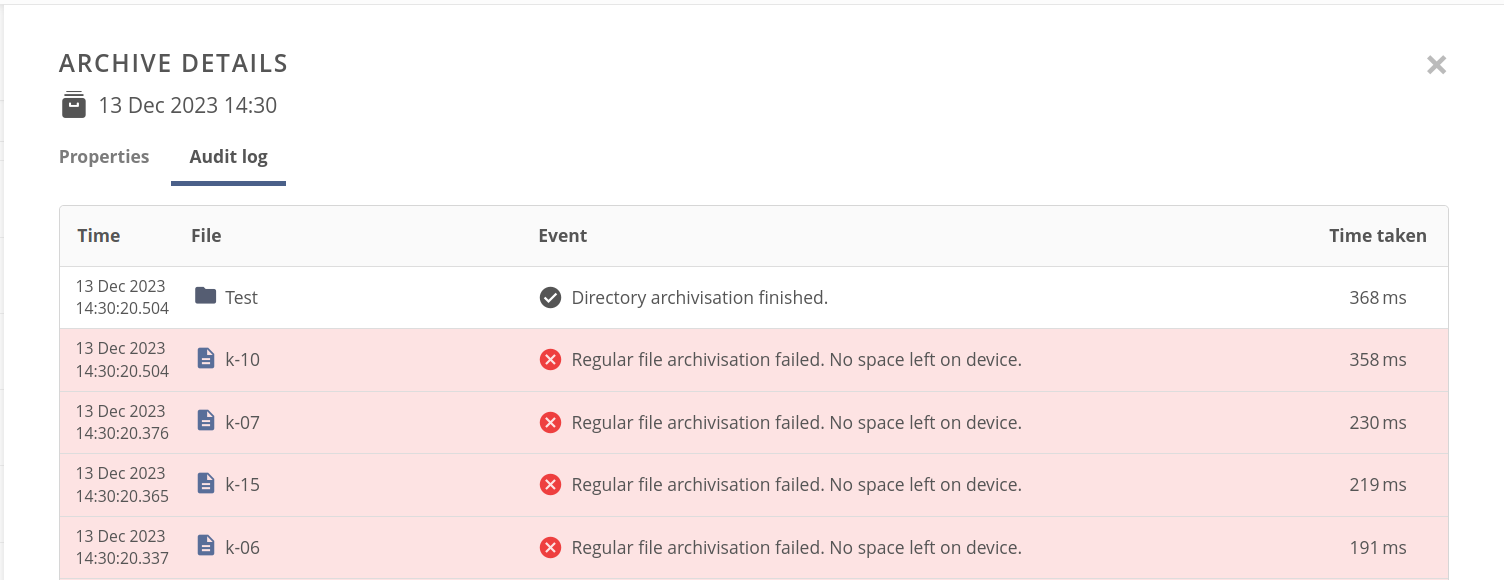 ARCHIVE DETAILS
13 Dec 2023 14:30
Properties Audit log
Time File Event Time taken
13 Dec 2023
14:30:20.504 Test Directory archivisation finished. 368 ms
13 Dec 2023
14:30:20.504 k-10 Regular file archivisation failed. No space left on device. 358 ms
13 Dec 2023
14:30:20.376 k-07 Regular file archivisation failed. No space left on device. 230 ms
13 Dec 2023
14:30:20.365 k-15 Regular file archivisation failed. No space left on device. 219 ms
13 Dec 2023
14:30:20.337 k-06 Regular file archivisation failed. No space left on device. 191 ms